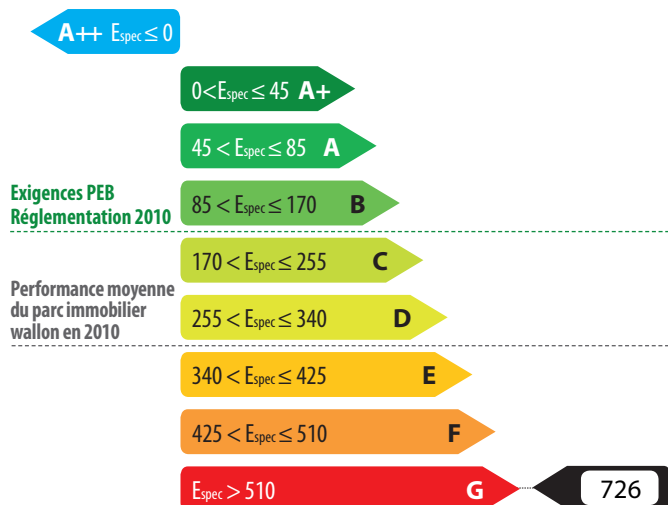 A++ Espec ≤ 0
0<Espec ≤ 45 A+
45 < Espec ≤ 85 A
Exigences PEB
Réglementation 2010
85 < Espec ≤ 170 B
170 < Espec ≤ 255 C
Performance moyenne
du parc immobilier
wallon en 2010
255 < Espec ≤ 340 D
340 < Espec ≤ 425 E
425 < Espec ≤ 510 F
Espec > 510 G 726